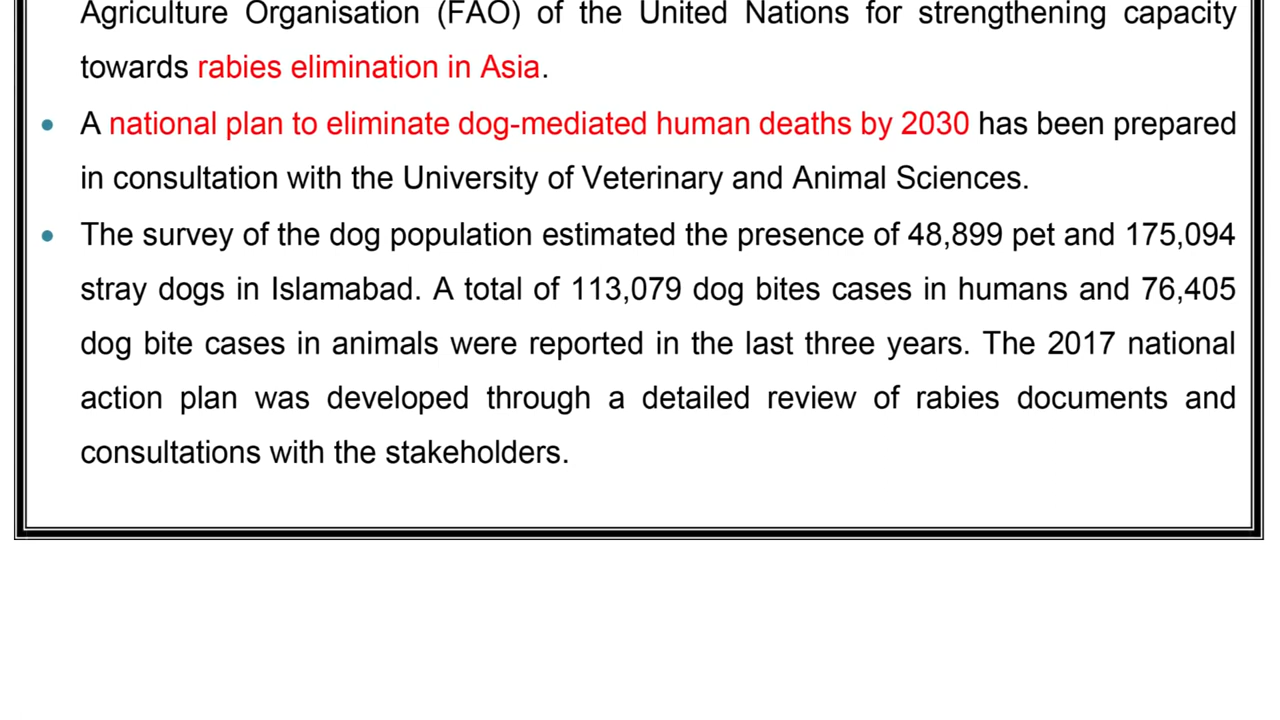 Agriculture Organisation (FAO) of the United Nations for strengthening capacity
towards rabies elimination in Asia.
• A national plan to eliminate dog-mediated human deaths by 2030 has been prepared
in consultation with the University of Veterinary and Animal Sciences.
• The survey of the dog population estimated the presence of 48,899 pet and 175,094
stray dogs in Islamabad. A total of 113,079 dog bites cases in humans and 76,405
dog bite cases in animals were reported in the last three years. The 2017 national
action plan was developed through a detailed review of rabies documents and
consultations with the stakeholders.